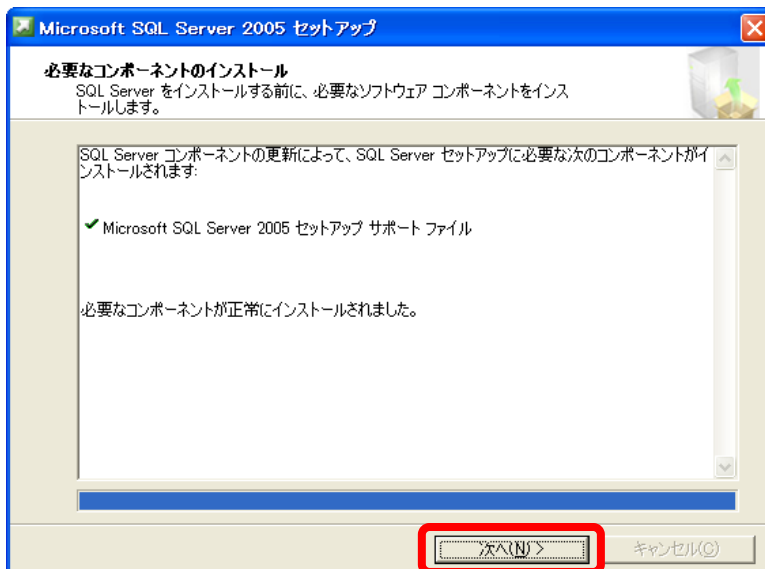 Microsoft SQL Server 2005 セットアップ
必要なコンポーネントのインストール
SQL Server をインストールする前に、必要なソフトウェア コンポーネントをインス
トールします。
SQL Server コンポーネントの更新によって、SQL Server セットアップに必要な次のコンポーネントがイ
ンストールされます:
Microsoft SQL Server 2005 セットアップ サポート ファイル
必要なコンポーネントが正常にインストールされました。
次へ(N) >
キャンセル(C)